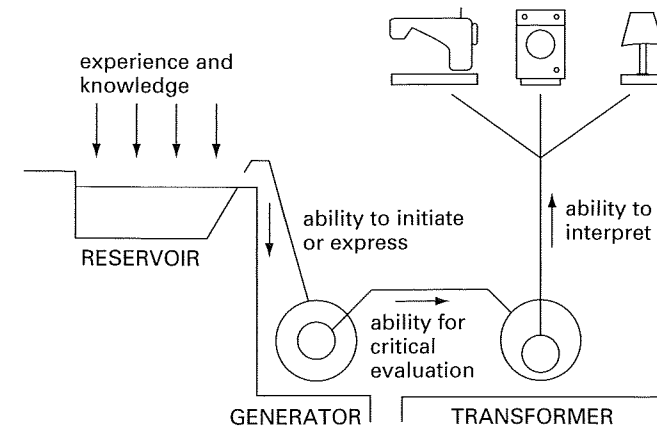 experience and
knowledge
RESERVOIR
ability to initiate
or express
ability for
critical
evaluation
ability to
interpret
GENERATOR
TRANSFORMER